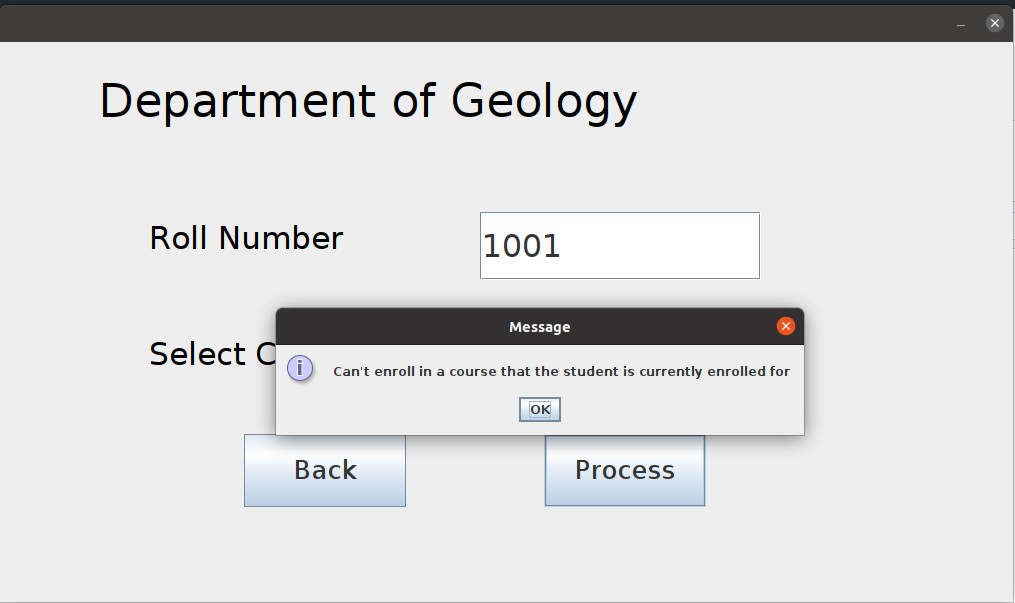 Department of Geology
Roll Number
1001
Select
Message
Can't enroll in a course that the student is currently enrolled for
OK
Back
Process